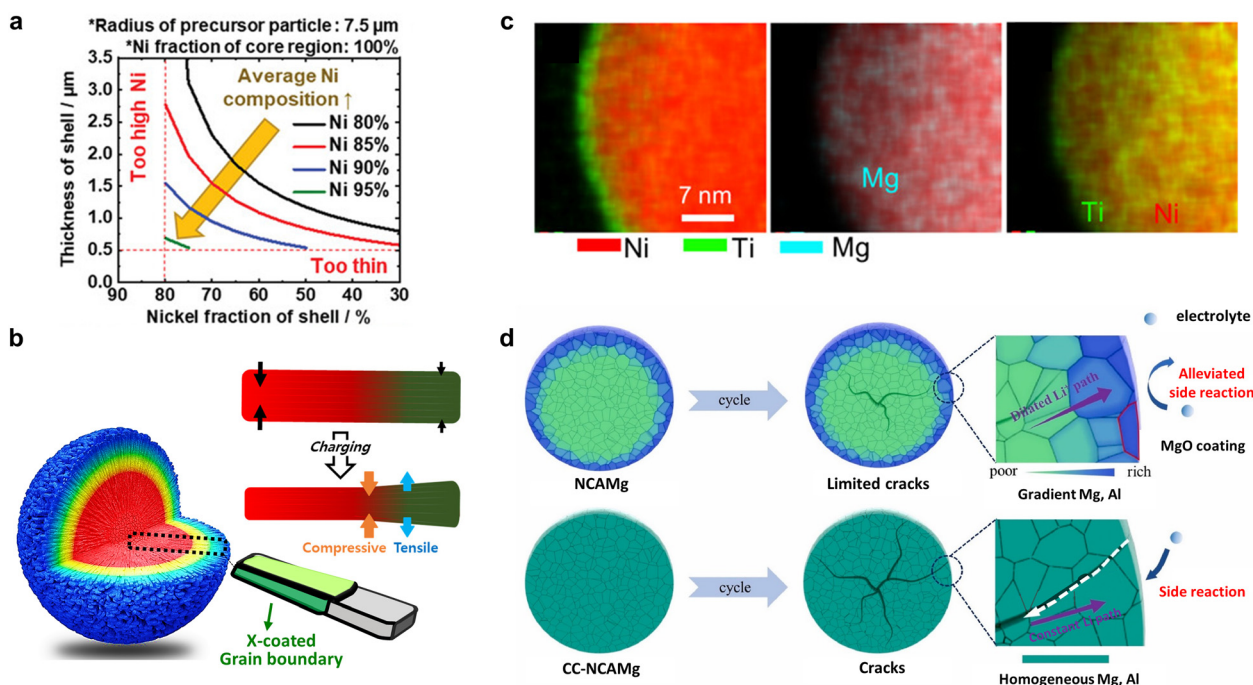 a
*Radius of precursor particle : 7.5 µm
*Ni fraction of core region: 100%
Thickness of shell / µm
3.5
3.0
2.5
2.0
1.5
1.0
0.5
0.0
Too high Ni
Average Ni
composition ↑
Ni 80%
Ni 85%
Ni 90%
Ni 95%
Too thin
90
80
70
60
50
40
30
Nickel fraction of shell / %
b
Charging
Compressive
Tensile
X-coated
Grain boundary
c
7 nm
Mg
Ti
Ni
Ni
Ti
Mg
d
NCAMg
cycle
Limited cracks
Dilated Li⁺ path
poor
rich
Gradient Mg, Al
electrolyte
Alleviated
side reaction
MgO coating
CC-NCAMg
cycle
Cracks
Constant Li⁺ path
Side reaction
Homogeneous Mg, Al